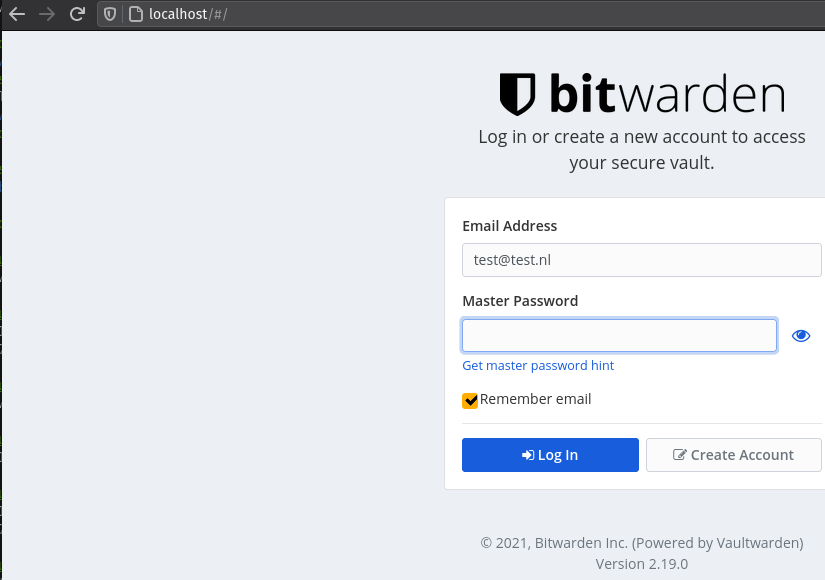 localhost/#/
bitwarden
Log in or create a new account to access
your secure vault.
Email Address
test@test.nl
Master Password
Get master password hint
Remember email
Log In
Create Account
© 2021, Bitwarden Inc. (Powered by Vaultwarden)
Version 2.19.0